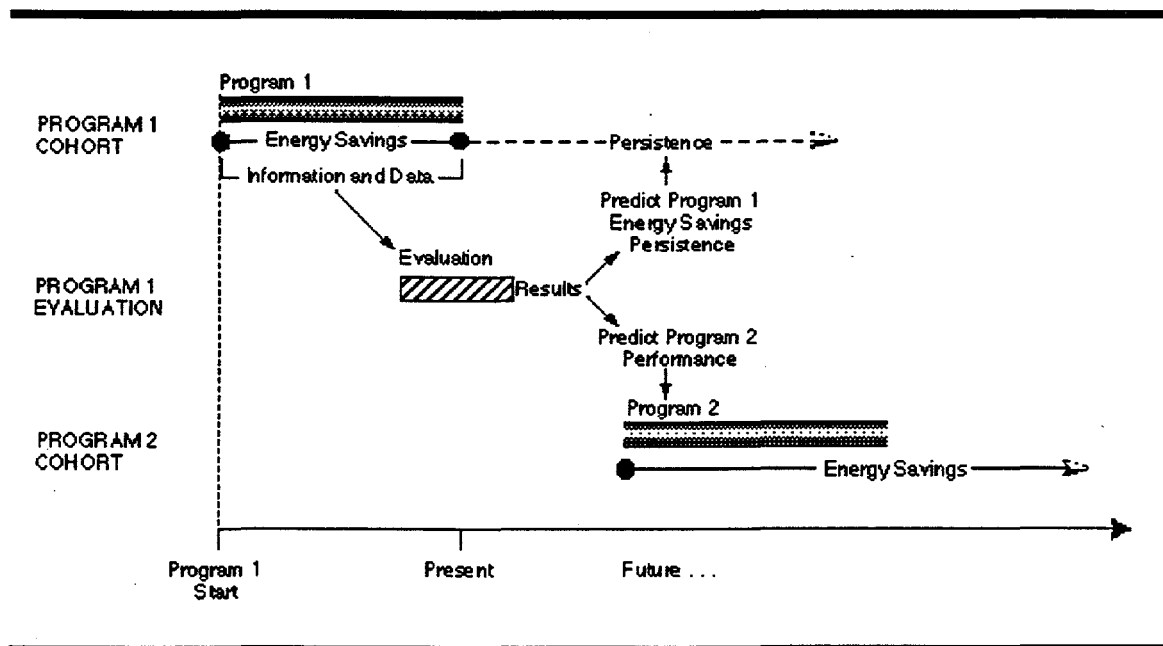 Program 1
PROGRAM 1
COHORT
Energy Savings
Persistence
Information and Data
Predict Program 1
Energy Savings
Persistence
Evaluation
PROGRAM 1
EVALUATION
Results
Predict Program 2
Performance
Program 2
PROGRAM 2
COHORT
Energy Savings
Program 1
Start
Present
Future ...